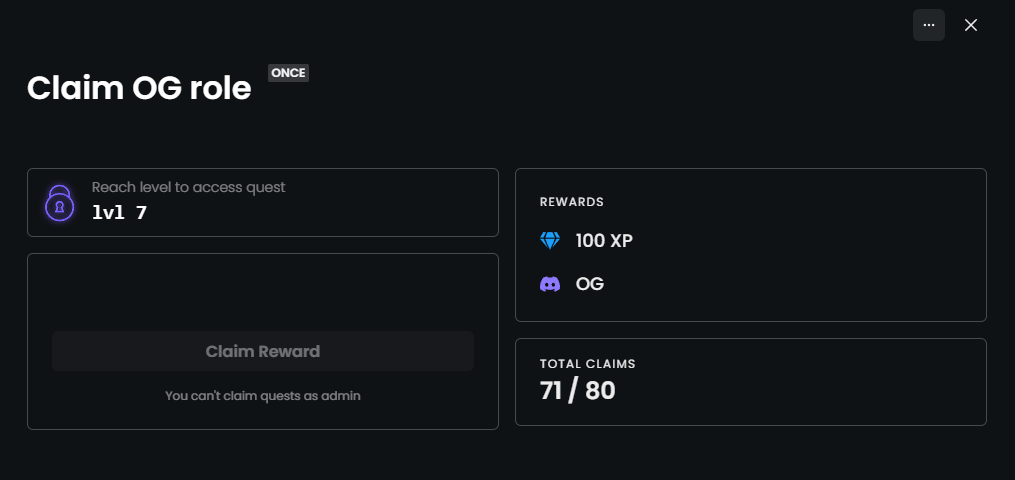 Claim OG role
ONCE
Reach level to access quest
lvl 7
Claim Reward
You can't claim quests as admin
REWARDS
100 XP
OG
TOTAL CLAIMS
71 / 80